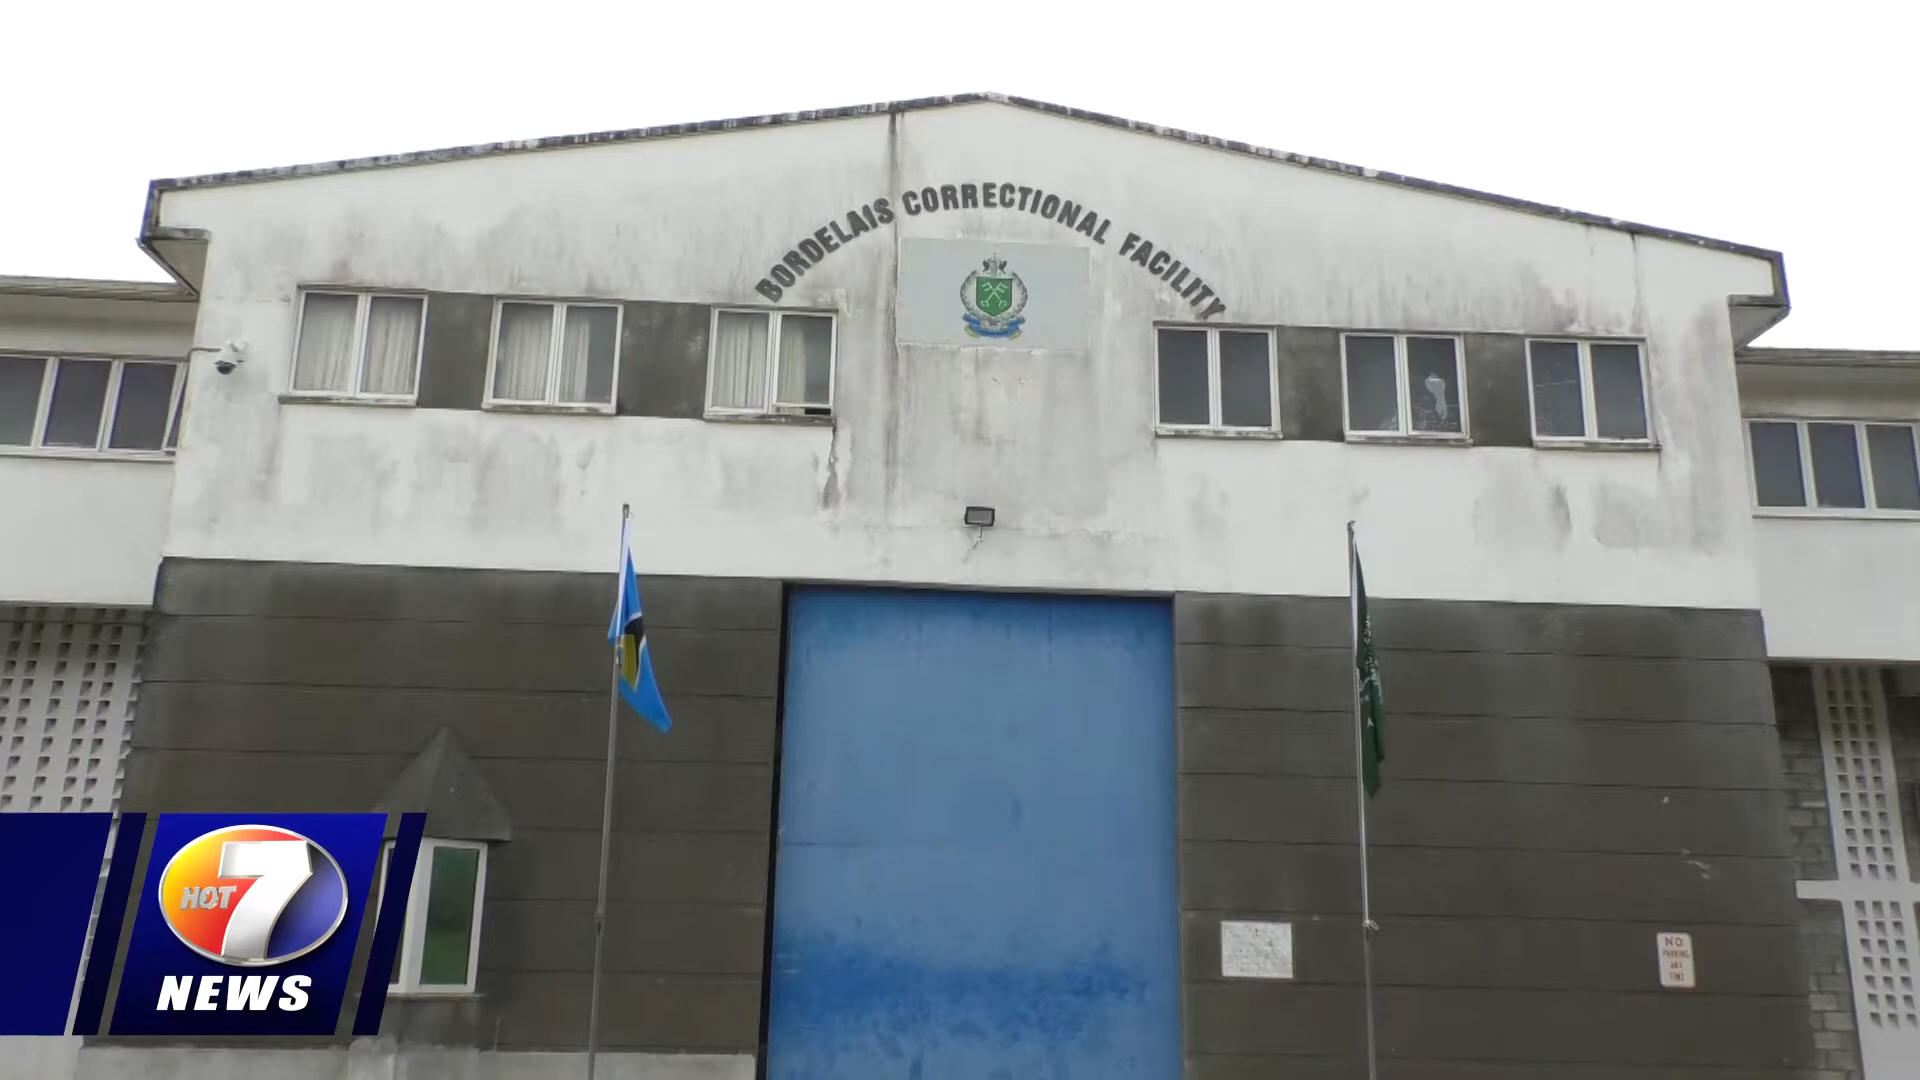 BORDELAIS CORRECTIONAL FACILITY
HOT 7
NEWS
NO
PARKING
ANY
TIME